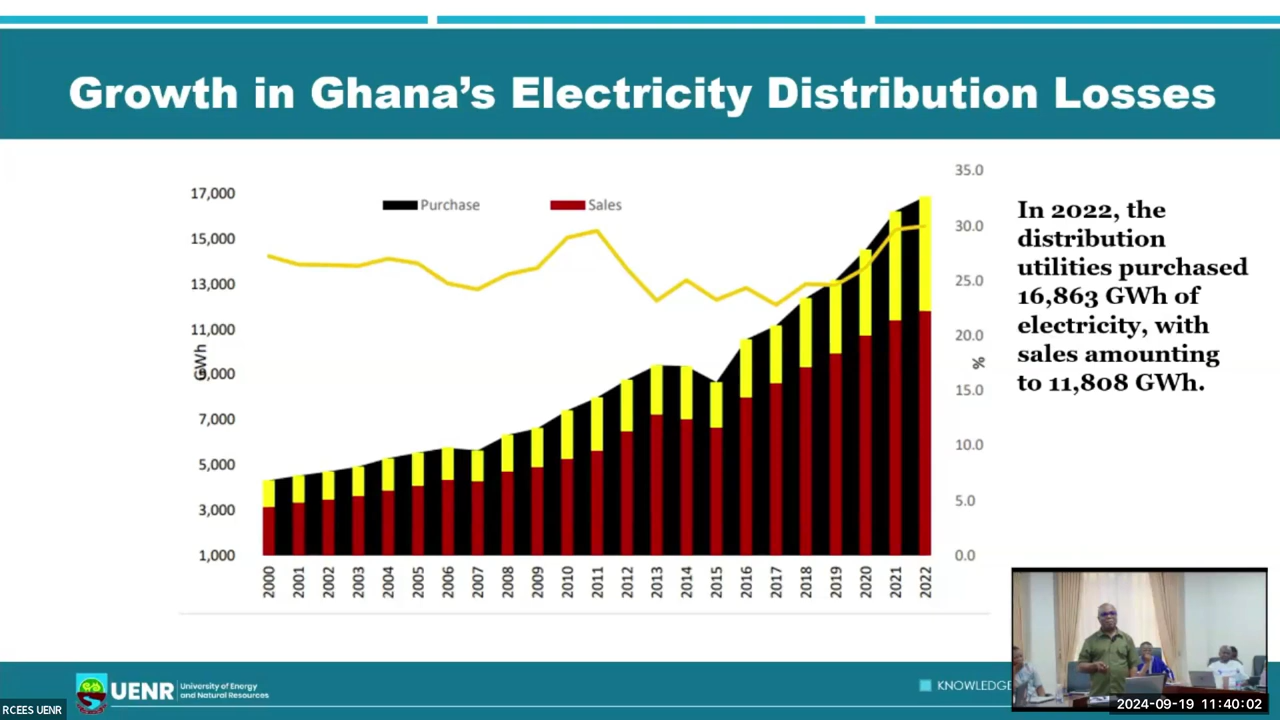 Growth in Ghana's Electricity Distribution Losses
17,000
15,000
13,000
11,000
9,000
7,000
5,000
3,000
1,000
GWh
Purchase
Sales
35.0
30.0
25.0
20.0
15.0
10.0
5.0
0.0
%
2000
2001
2002
2003
2004
2005
2006
2007
2008
2009
2010
2011
2012
2013
2014
2015
2016
2017
2018
2019
2020
2021
2022
In 2022, the
distribution
utilities purchased
16,863 GWh of
electricity, with
sales amounting
to 11,808 GWh.
UENR
University of Energy
and Natural Resources
KNOWLEDGE
RCEES UENR
2024-09-19 11:40:02